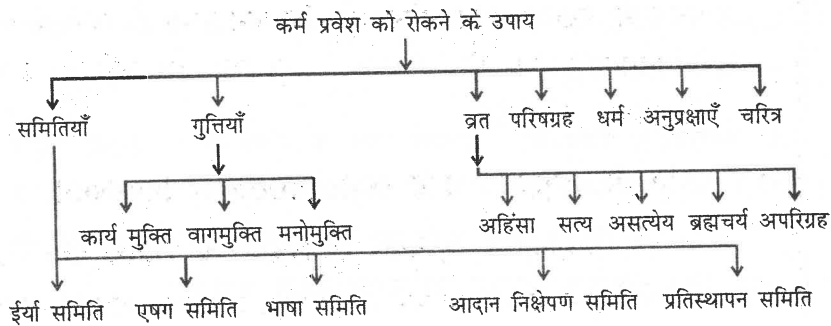 कर्म प्रवेश को रोकने के उपाय
समितियाँ गुत्तियाँ व्रत परिषग्रह धर्म अनुप्रक्षाएँ चरित्र
कार्य मुक्ति वागमुक्ति मनोमुक्ति अहिंसा सत्य असत्येय ब्रह्मचर्य अपरिग्रह
ईर्या समिति एषग समिति भाषा समिति आदान निक्षेपण समिति प्रतिस्थापन समिति